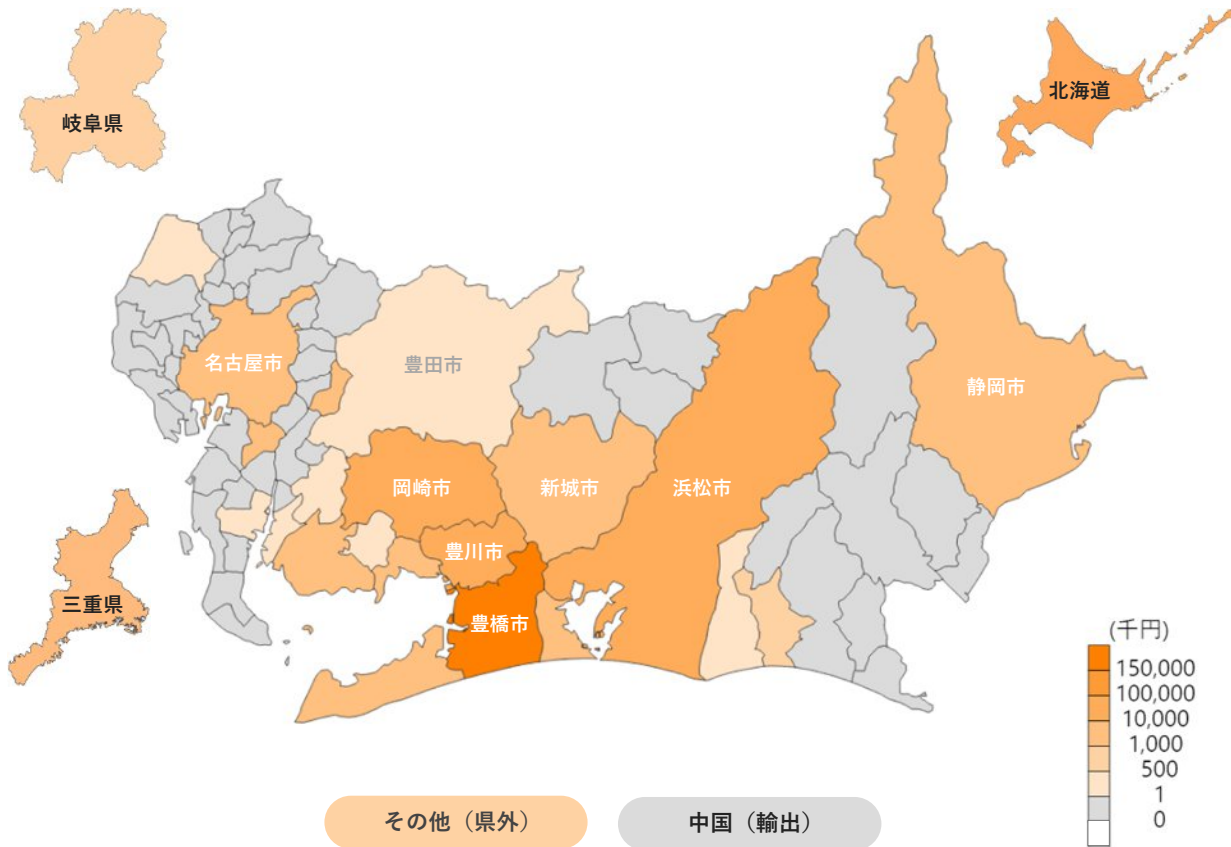 岐阜県
北海道
名古屋市
豊田市
静岡市
岡崎市
新城市
浜松市
豊川市
三重県
豊橋市
(千円)
150,000
100,000
10,000
1,000
500
1
0
その他（県外）
中国（輸出）